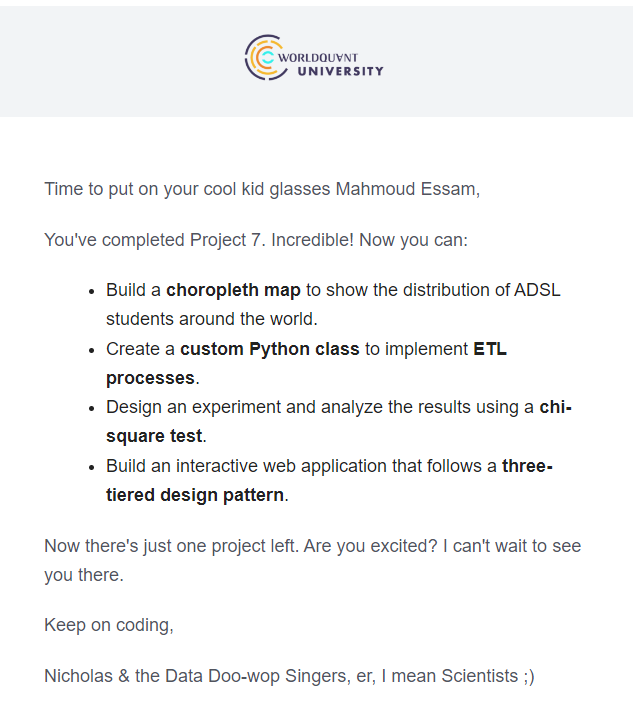 WORLDQUANT
UNIVERSITY
Time to put on your cool kid glasses Mahmoud Essam,
You've completed Project 7. Incredible! Now you can:
• Build a choropleth map to show the distribution of ADSL
students around the world.
• Create a custom Python class to implement ETL
processes.
• Design an experiment and analyze the results using a chi-
square test.
• Build an interactive web application that follows a three-
tiered design pattern.
Now there's just one project left. Are you excited? I can't wait to see
you there.
Keep on coding,
Nicholas & the Data Doo-wop Singers, er, I mean Scientists ;)